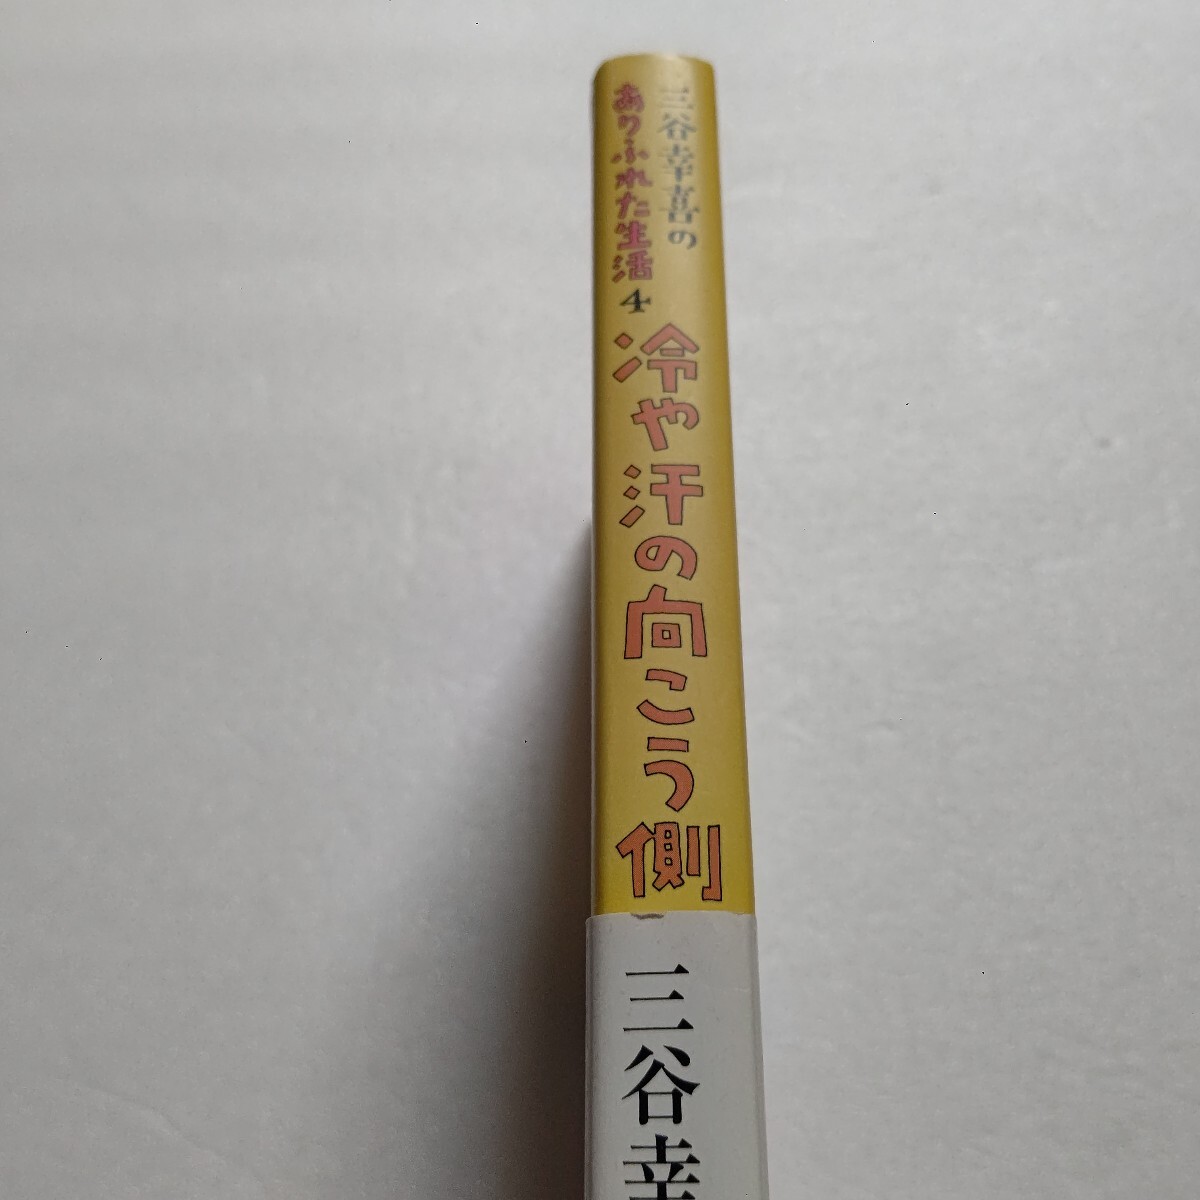 三谷幸喜の
ありふれた生活4
冷や汗の向こう側
三谷幸